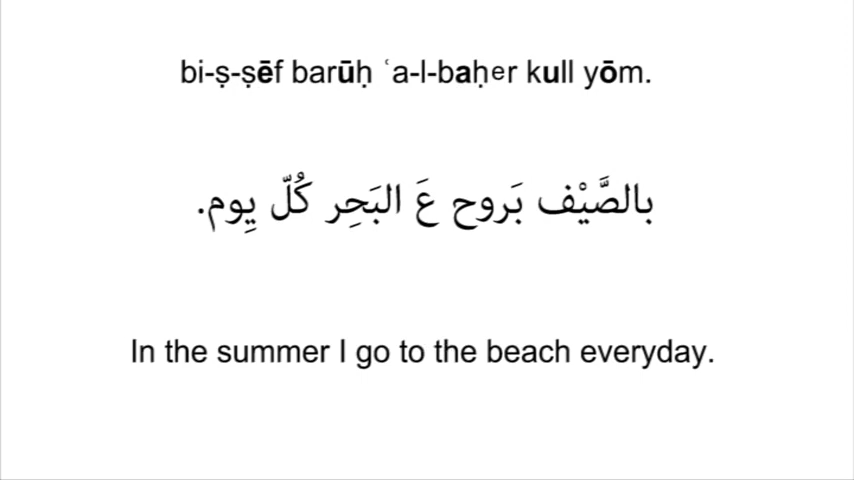 bi-ṣ-ṣēf barūḥ ʿa-l-baḥer kull yōm.
بالصَّيْف بَروح عَ البَحِر كُلّ يِوم.
In the summer I go to the beach everyday.